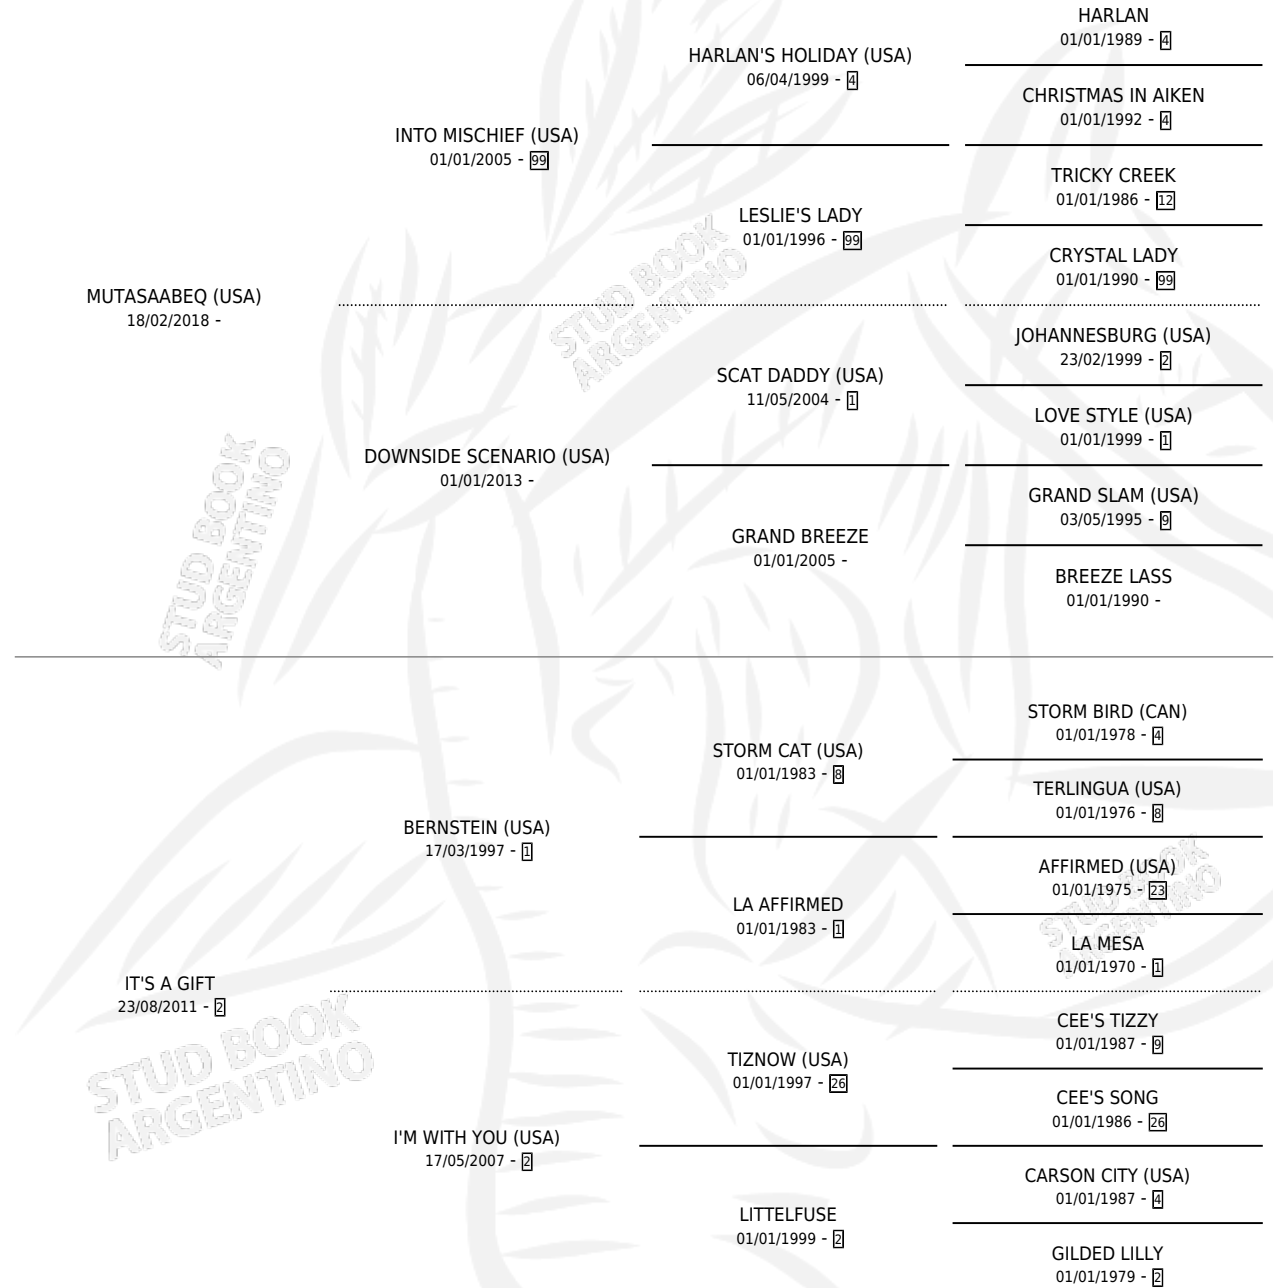 HARLAN
01/01/1989 - 4
HARLAN'S HOLIDAY (USA)
06/04/1999 - 4
CHRISTMAS IN AIKEN
01/01/1992 - 4
INTO MISCHIEF (USA)
01/01/2005 - 99
TRICKY CREEK
01/01/1986 - 12
LESLIE'S LADY
01/01/1996 - 99
CRYSTAL LADY
01/01/1990 - 99
MUTASAABEQ (USA)
18/02/2018 -
STUD BOOK
ARGENTINO
JOHANNESBURG (USA)
23/02/1999 - 2
SCAT DADDY (USA)
11/05/2004 - 1
LOVE STYLE (USA)
01/01/1999 - 1
DOWNSIDE SCENARIO (USA)
01/01/2013 -
GRAND SLAM (USA)
03/05/1995 - 9
GRAND BREEZE
01/01/2005 -
BREEZE LASS
01/01/1990 -
STUD BOOK
ARGENTINO
STORM BIRD (CAN)
01/01/1978 - 4
STORM CAT (USA)
01/01/1983 - 8
TERLINGUA (USA)
01/01/1976 - 8
BERNSTEIN (USA)
17/03/1997 - 1
AFFIRMED (USA)
01/01/1975 - 23
LA AFFIRMED
01/01/1983 - 1
LA MESA
01/01/1970 - 1
STUD BOOK
ARGENTINO
IT'S A GIFT
23/08/2011 - 2
CEE'S TIZZY
01/01/1987 - 9
TIZNOW (USA)
01/01/1997 - 26
CEE'S SONG
01/01/1986 - 26
STUD BOOK
ARGENTINO
I'M WITH YOU (USA)
17/05/2007 - 2
CARSON CITY (USA)
01/01/1987 - 4
LITTELFUSE
01/01/1999 - 2
GILDED LILLY
01/01/1979 - 2